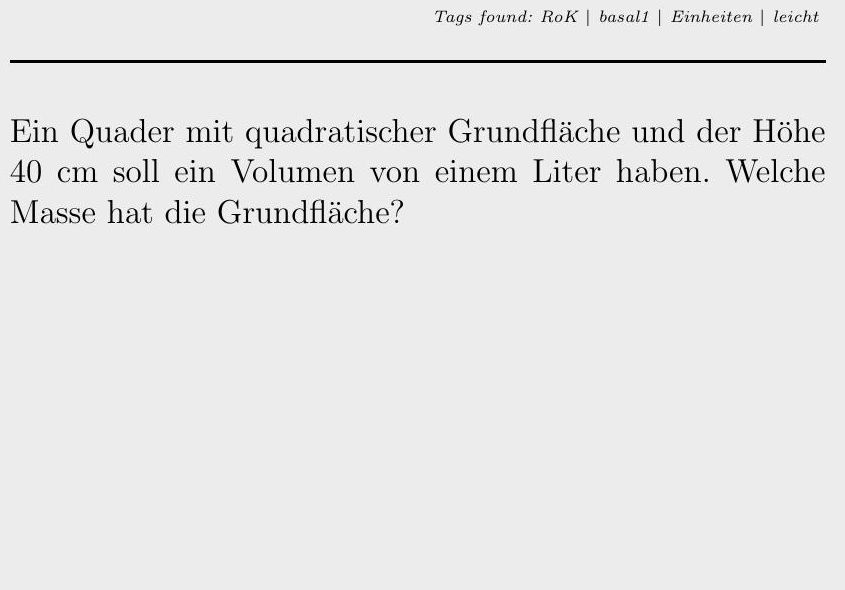 Tags found: RoK | basal1 | Einheiten | leicht
Ein Quader mit quadratischer Grundfläche und der Höhe
40 cm soll ein Volumen von einem Liter haben. Welche
Masse hat die Grundfläche?